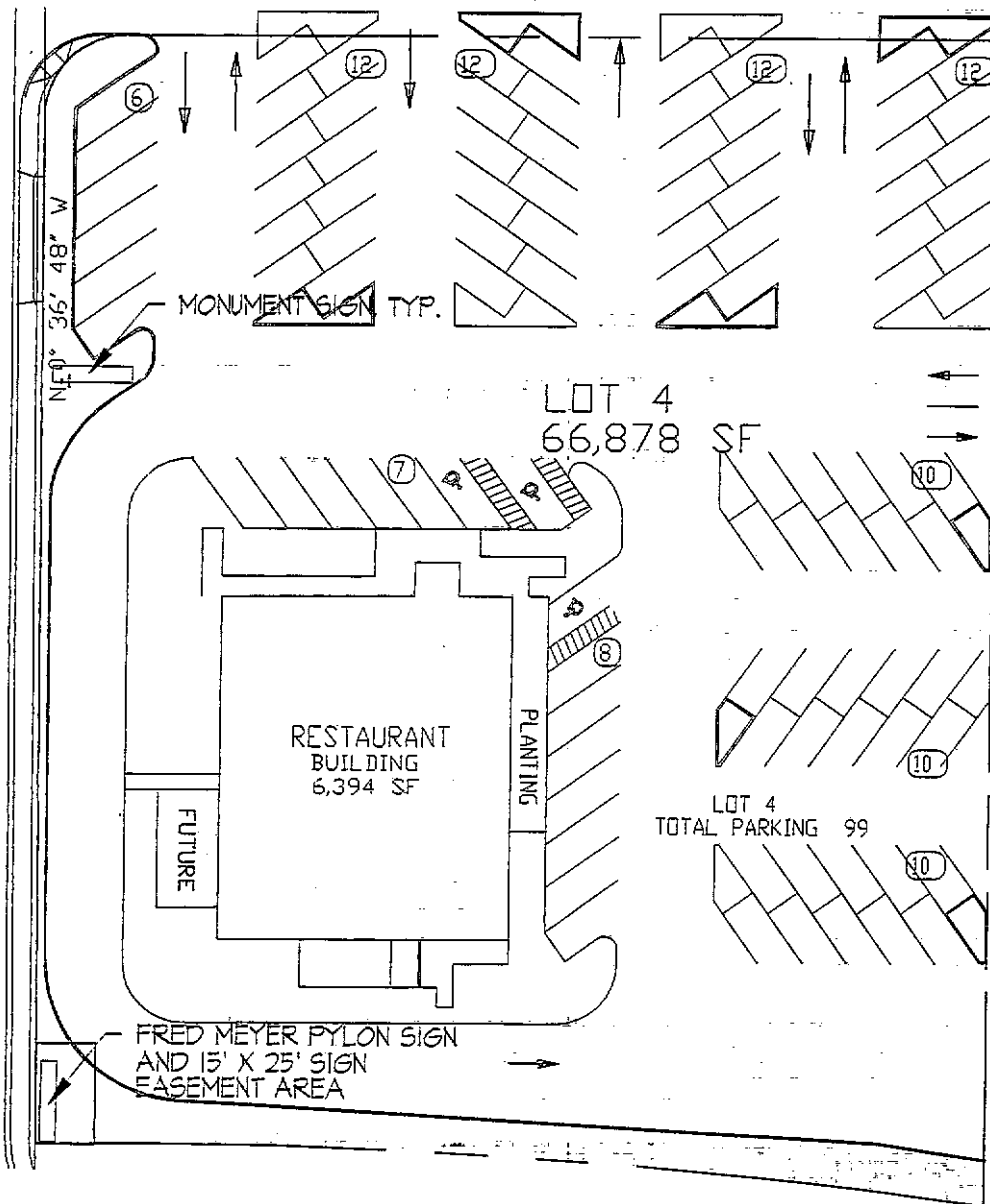 12
12
12
12
6
N 0° 36' 48" W
MONUMENT SIGN TYP.
LOT 4
66,878 SF
7
10
8
RESTAURANT
BUILDING
6,394 SF
PLANTING
FUTURE
10
LOT 4
TOTAL PARKING 99
10
FRED MEYER PYLON SIGN
AND 15' X 25' SIGN
EASEMENT AREA